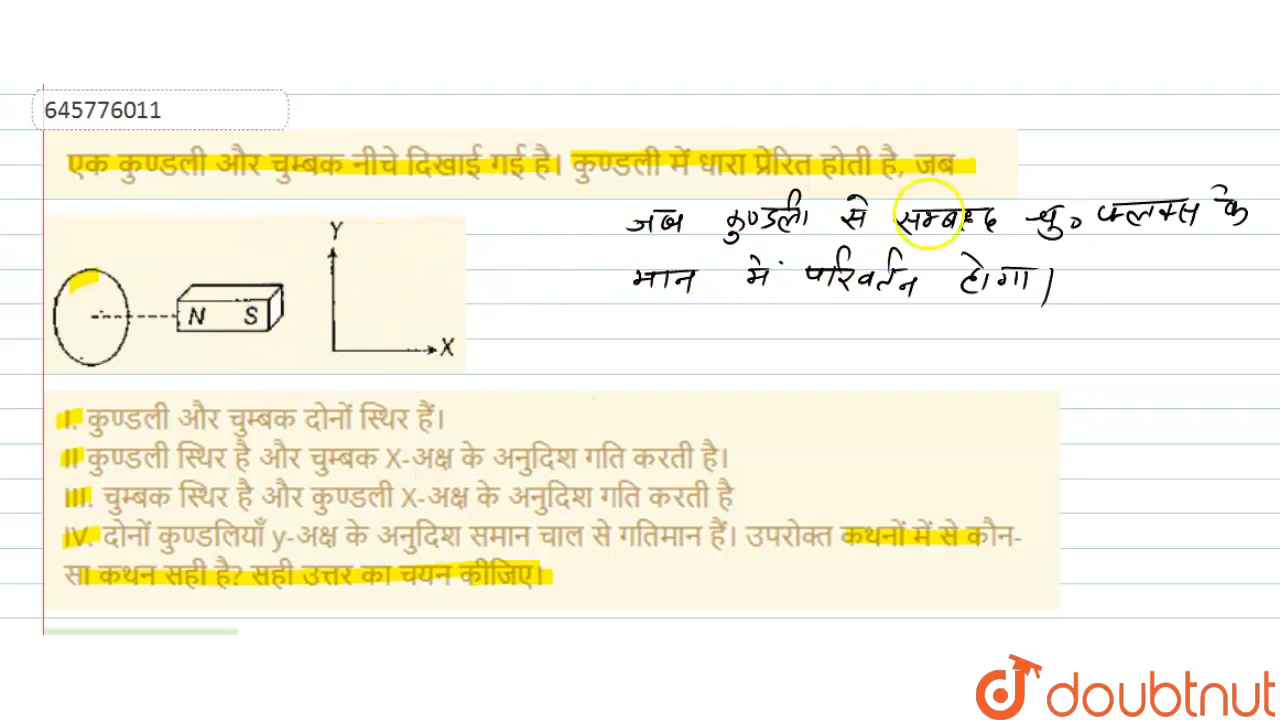 645776011
एक कुण्डली और चुम्बक नीचे दिखाई गई है। कुण्डली में धारा प्रेरित होती है, जब
जब कुण्डली से सम्बद्ध चु० फ्लक्स के
मान में परिवर्तन होगा।
Y
N S
X
I. कुण्डली और चुम्बक दोनों स्थिर हैं।
II कुण्डली स्थिर है और चुम्बक X-अक्ष के अनुदिश गति करती है।
III. चुम्बक स्थिर है और कुण्डली X-अक्ष के अनुदिश गति करती है
IV. दोनों कुण्डलियाँ y-अक्ष के अनुदिश समान चाल से गतिमान हैं। उपरोक्त कथनों में से कौन-
सा कथन सही है? सही उत्तर का चयन कीजिए।
doubtnut